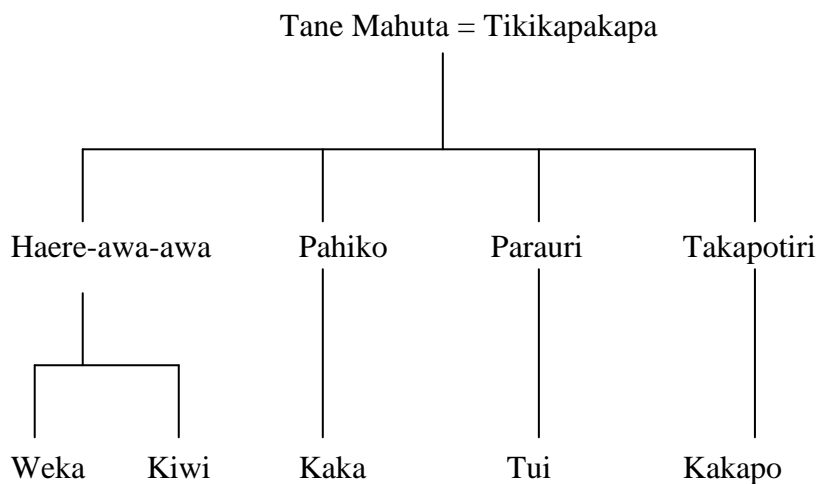 Tane Mahuta = Tikikapakapa
Haere-awa-awa Pahiko Parauri Takapotiri
Weka Kiwi Kaka Tui Kakapo